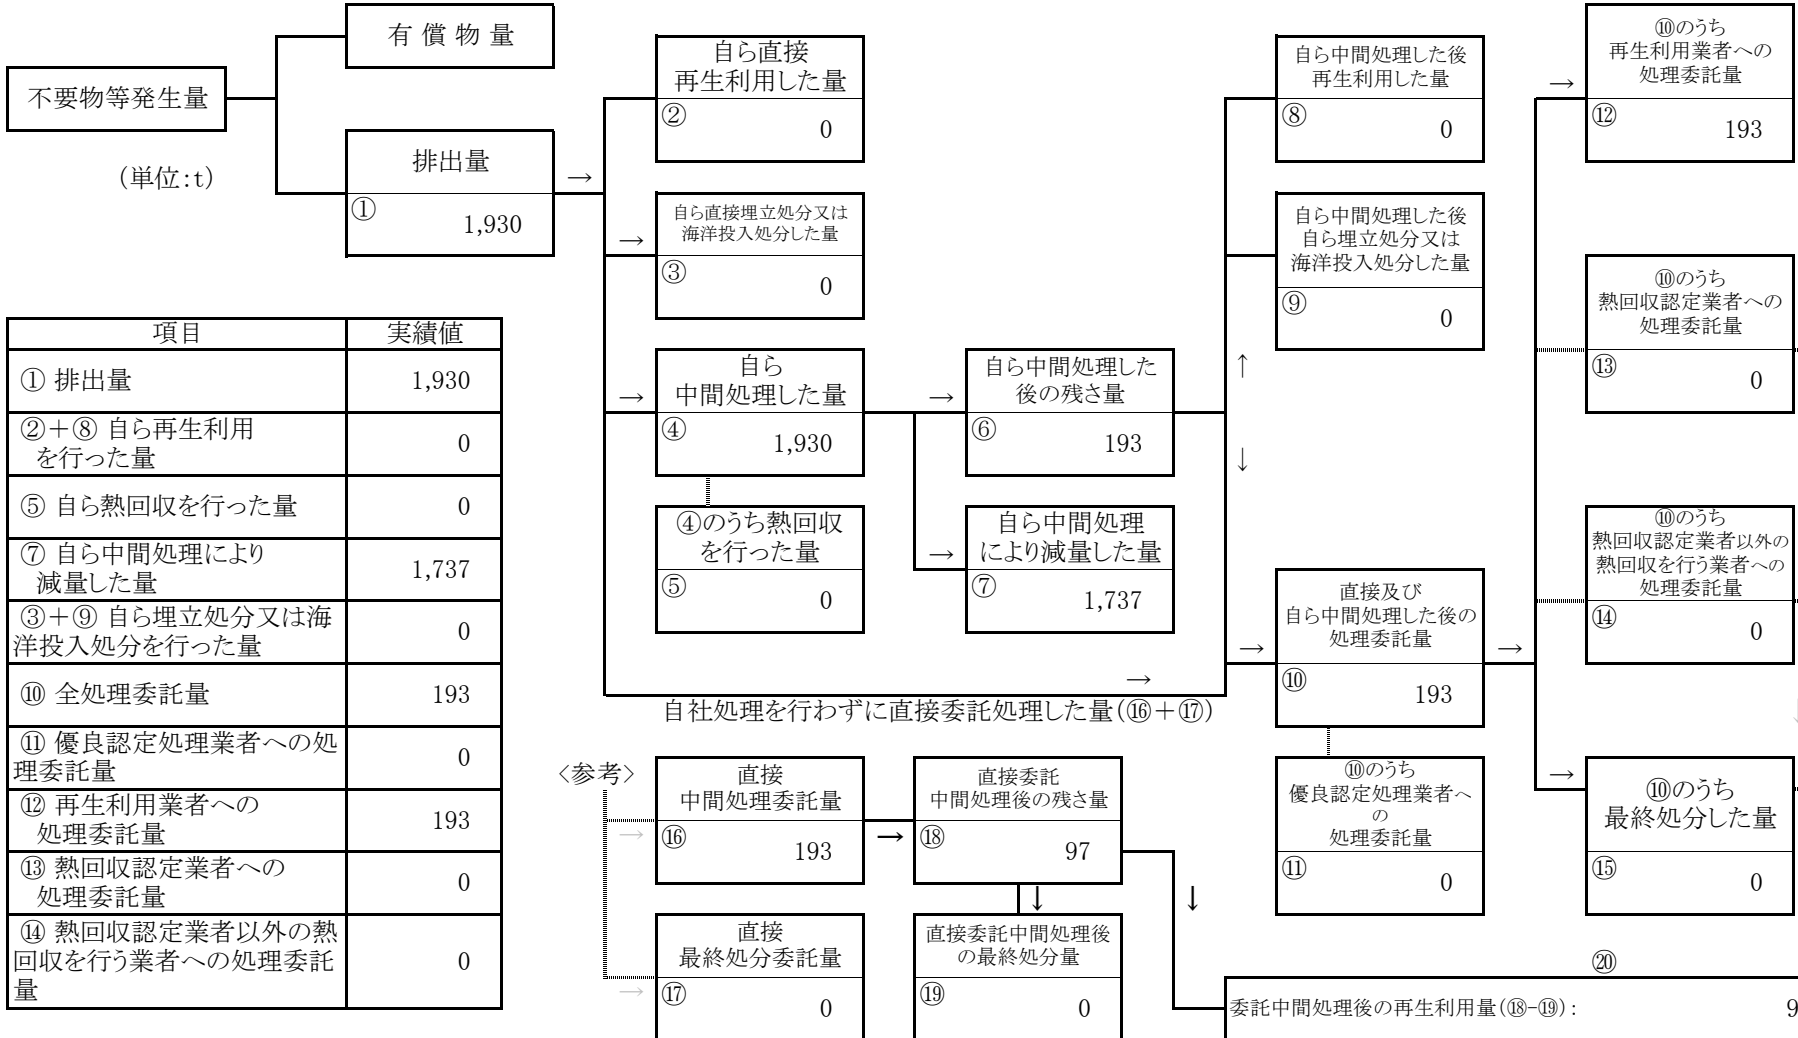 有 償 物 量
不要物等発生量
(単位:t)
排出量
①
1,930
→
自ら直接
再生利用した量
②
0
→
自ら直接埋立処分又は
海洋投入処分した量
③
0
→
自ら
中間処理した量
④
1,930
④のうち熱回収
を行った量
⑤
0
→
自ら中間処理した
後の残さ量
⑥
193
→
自ら中間処理
により減量した量
⑦
1,737
自ら中間処理した後
再生利用した量
⑧
0
自ら中間処理した後
自ら埋立処分又は
海洋投入処分した量
⑨
0
↑
↓
→
直接及び
自ら中間処理した後の
処理委託量
⑩
193
→
⑩のうち
優良認定処理業者へ
の
処理委託量
⑪
0
→
⑩のうち
再生利用業者への
処理委託量
⑫
193
⑩のうち
熱回収認定業者への
処理委託量
⑬
0
⑩のうち
熱回収認定業者以外の
熱回収を行う業者への
処理委託量
⑭
0
→
⑩のうち
最終処分した量
⑮
0
→
自社処理を行わずに直接委託処理した量(⑯+⑰)
項目 実績値
① 排出量 1,930
②+⑧ 自ら再生利用
を行った量 0
⑤ 自ら熱回収を行った量 0
⑦ 自ら中間処理により
減量した量 1,737
③+⑨ 自ら埋立処分又は海
洋投入処分を行った量 0
⑩ 全処理委託量 193
⑪ 優良認定処理業者への処
理委託量 0
⑫ 再生利用業者への
処理委託量 193
⑬ 熱回収認定業者への
処理委託量 0
⑭ 熱回収認定業者以外の熱
回収を行う業者への処理委託
量 0
<参考>
→
直接
中間処理委託量
⑯
193
→
直接委託
中間処理後の残さ量
⑱
97
↓
↓
→
直接
最終処分委託量
⑰
0
直接委託中間処理後
の最終処分量
⑲
0
⑳
委託中間処理後の再生利用量(⑱-⑲): 9